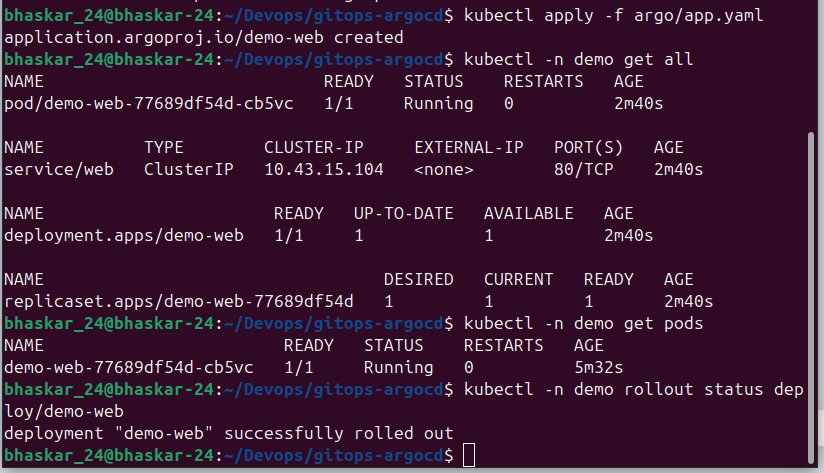 bhaskar_24@bhaskar-24:~/Devops/gitops-argocd$ kubectl apply -f argo/app.yaml
application.argoproj.io/demo-web created
bhaskar_24@bhaskar-24:~/Devops/gitops-argocd$ kubectl -n demo get all
NAME                            READY   STATUS    RESTARTS   AGE
pod/demo-web-77689df54d-cb5vc   1/1     Running   0          2m40s

NAME          TYPE        CLUSTER-IP     EXTERNAL-IP   PORT(S)   AGE
service/web   ClusterIP   10.43.15.104   <none>        80/TCP    2m40s

NAME                       READY   UP-TO-DATE   AVAILABLE   AGE
deployment.apps/demo-web   1/1     1            1           2m40s

NAME                                  DESIRED   CURRENT   READY   AGE
replicaset.apps/demo-web-77689df54d   1         1         1       2m40s
bhaskar_24@bhaskar-24:~/Devops/gitops-argocd$ kubectl -n demo get pods
NAME                        READY   STATUS    RESTARTS   AGE
demo-web-77689df54d-cb5vc   1/1     Running   0          5m32s
bhaskar_24@bhaskar-24:~/Devops/gitops-argocd$ kubectl -n demo rollout status dep
loy/demo-web
deployment "demo-web" successfully rolled out
bhaskar_24@bhaskar-24:~/Devops/gitops-argocd$